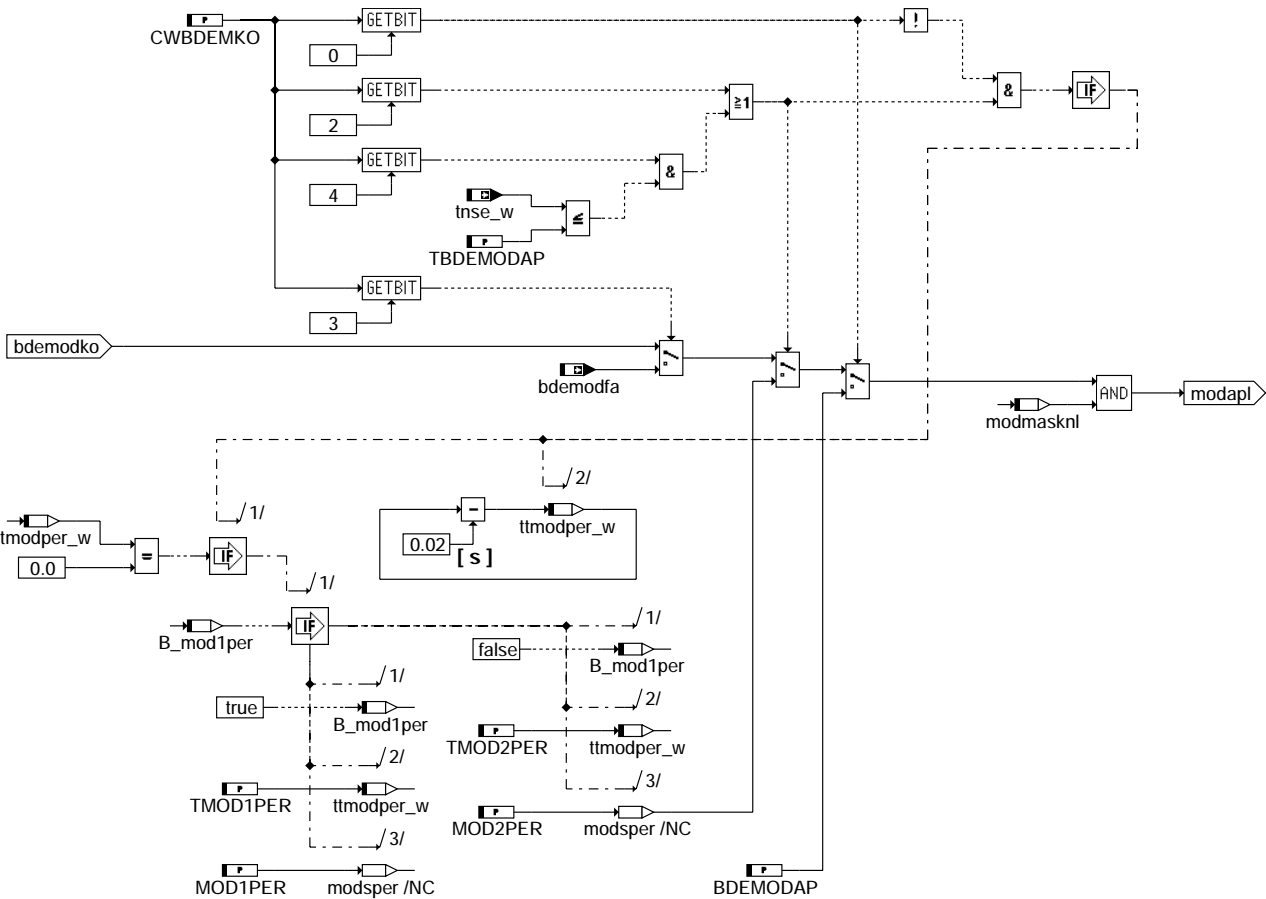 CWBDEMKO
P
GETBIT
0
!
GETBIT
2
≥1
&
IF
GETBIT
4
&
tnse_w
≤
P
TBDEMODAP
GETBIT
3
bdemodko
bdemodfa
AND
modapl
modmasknl
2/
1/
tmodper_w
=
0.0
IF
-
ttmodper_w
0.02
[ s ]
1/
B_mod1per
IF
1/
false
B_mod1per
1/
true
B_mod1per
2/
P
TMOD2PER
ttmodper_w
2/
P
TMOD1PER
ttmodper_w
3/
P
MOD2PER
modsper /NC
3/
P
MOD1PER
modsper /NC
P
BDEMODAP